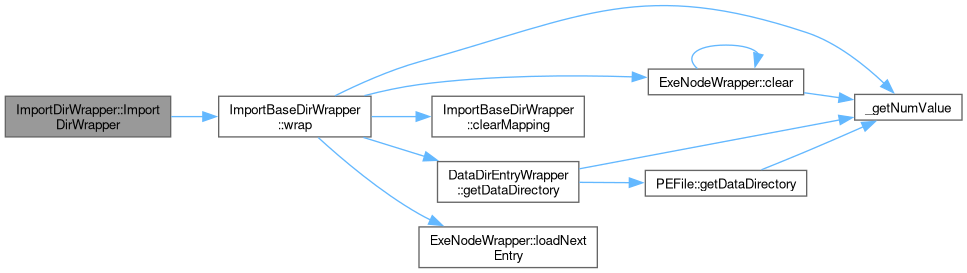 ImportDirWrapper::Import
DirWrapper
ImportBaseDirWrapper
::wrap
ExeNodeWrapper::clear
ImportBaseDirWrapper
::clearMapping
_getNumValue
DataDirEntryWrapper
::getDataDirectory
PEFile::getDataDirectory
ExeNodeWrapper::loadNext
Entry